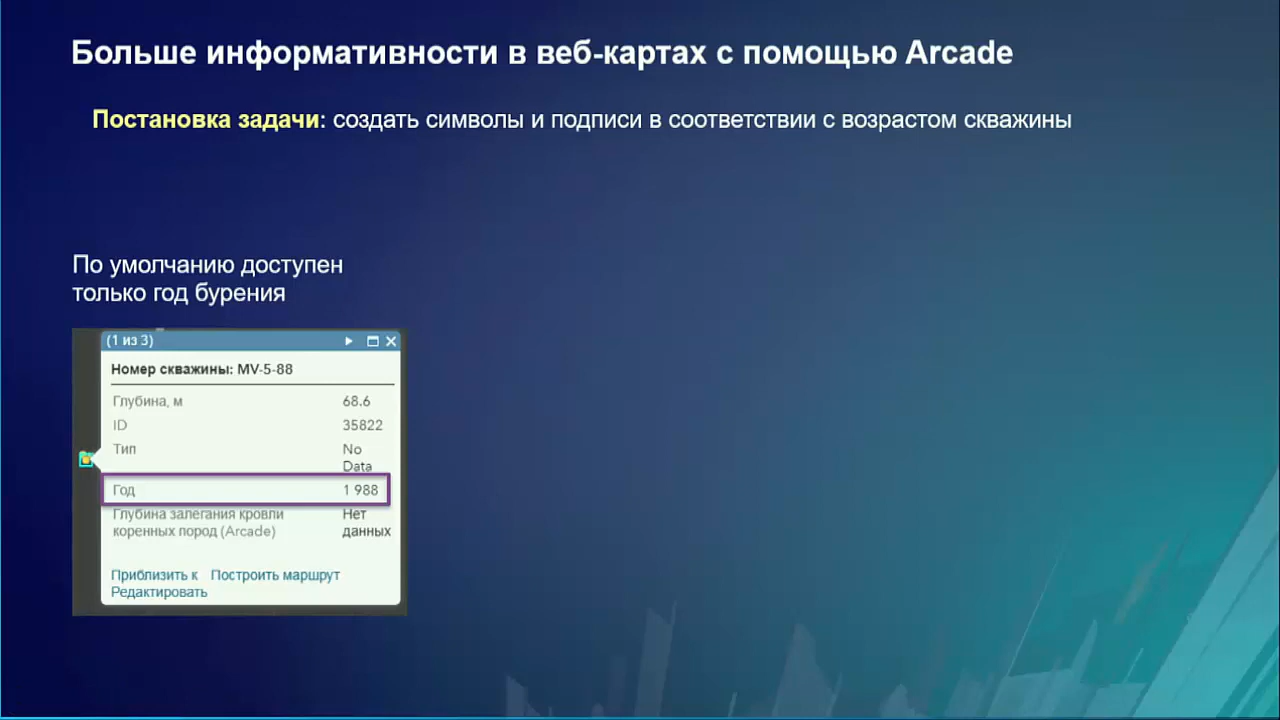 Больше информативности в веб-картах с помощью Arcade
Постановка задачи: создать символы и подписи в соответствии с возрастом скважины
По умолчанию доступен
только год бурения
(1 из 3)
Номер скважины: MV-5-88
Глубина, м 68.6
ID 35822
Тип No
Data
Год 1 988
Глубина залегания кровли Нет
коренных пород (Arcade) данных
Приблизить к Построить маршрут
Редактировать